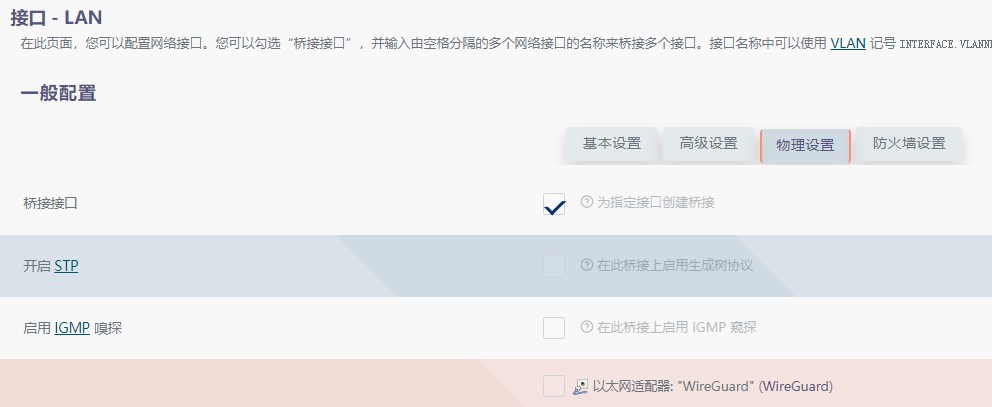 接口 - LAN
在此页面，您可以配置网络接口。您可以勾选“桥接接口”，并输入由空格分隔的多个网络接口的名称来桥接多个接口。接口名称中可以使用 VLAN 记号 INTERFACE.VLANN
一般配置
基本设置 高级设置 物理设置 防火墙设置
桥接接口 为指定接口创建桥接
开启 STP 在此桥接上启用生成树协议
启用 IGMP 嗅探 在此桥接上启用 IGMP 窥探
以太网适配器: "WireGuard" (WireGuard)